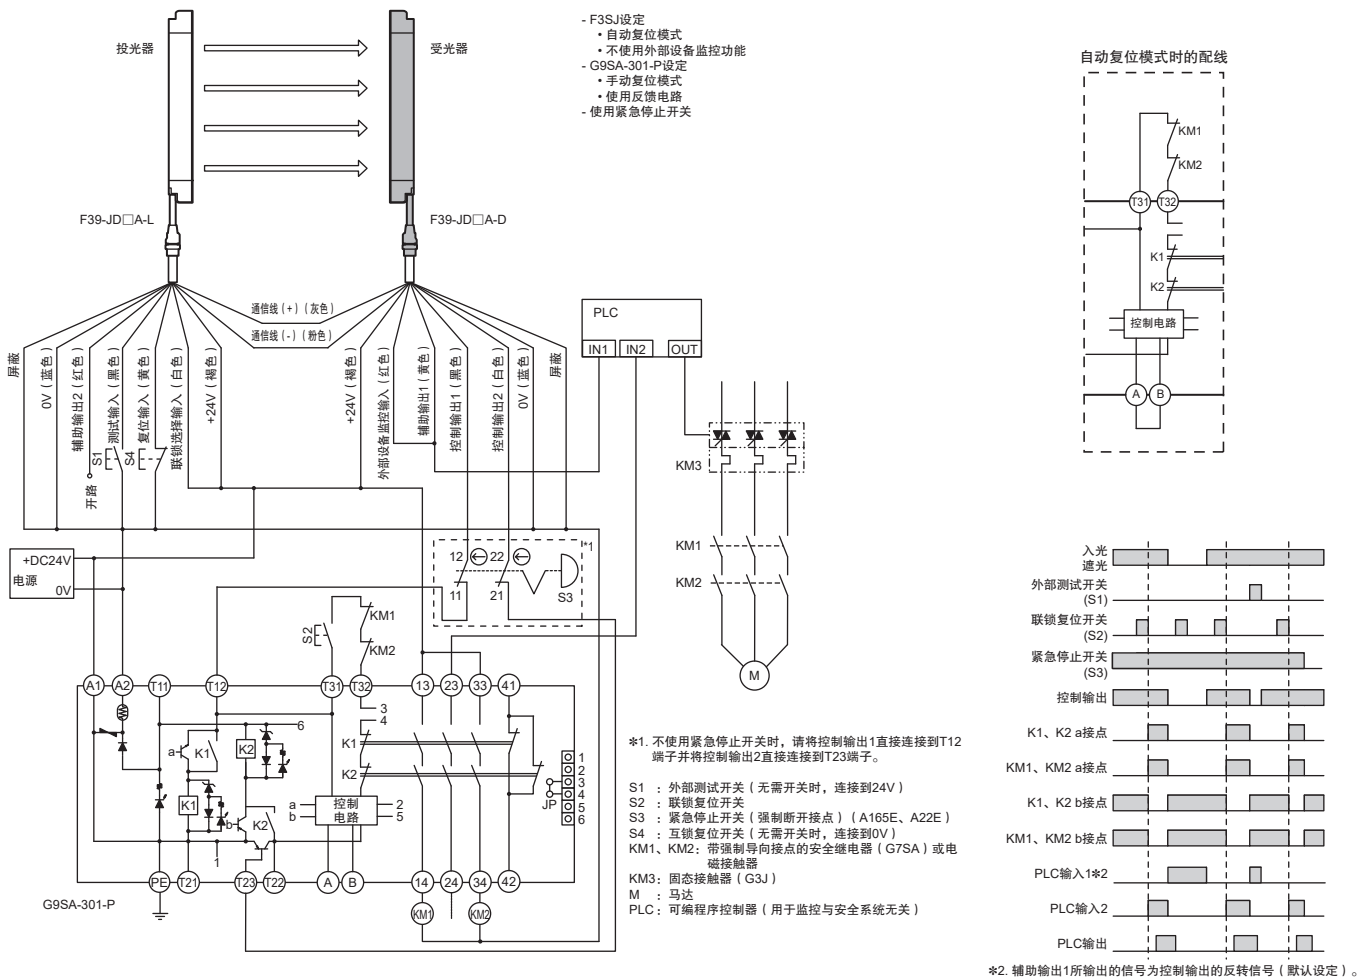 投光器
受光器
- F3SJ设定
• 自动复位模式
• 不使用外部设备监控功能
- G9SA-301-P设定
• 手动复位模式
• 使用反馈电路
- 使用紧急停止开关
F39-JD□A-L
F39-JD□A-D
通信线(+)(灰色)
通信线(-)(粉色)
屏蔽
0V(蓝色)
辅助输出2(红色)
测试输入(黑色)
复位输入(黄色)
联锁选择输入(白色)
+24V(褐色)
+24V(褐色)
外部设备监控输入(红色)
辅助输出1(黄色)
控制输出1(黑色)
控制输出2(白色)
0V(蓝色)
屏蔽
S1
S4
开路
PLC
IN1 IN2 OUT
KM3
KM1
KM2
M
+DC24V
电源
0V
12 22 *1
11 21 S3
S2
KM1
KM2
A1 A2 T11 T12 T31 T32 13 23 33 41
3
4
6
a K1 K2
K1
K2
K1
b K2
a 控制 2
b 电路 5
1
JP
1
2
3
4
5
6
PE T21 T23 T22 A B 14 24 34 42
G9SA-301-P
KM1 KM2
*1. 不使用紧急停止开关时，请将控制输出1直接连接到T12
端子并将控制输出2直接连接到T23端子。
S1 : 外部测试开关(无需开关时，连接到24V)
S2 : 联锁复位开关
S3 : 紧急停止开关(强制断开接点)(A165E、A22E)
S4 : 互锁复位开关(无需开关时，连接到0V)
KM1、KM2: 带强制导向接点的安全继电器(G7SA)或电
磁接触器
KM3: 固态接触器(G3J)
M : 马达
PLC: 可编程序控制器(用于监控与安全系统无关)
自动复位模式时的配线
KM1
KM2
T31 T32
K1
K2
控制电路
A B
入光
遮光
外部测试开关
(S1)
联锁复位开关
(S2)
紧急停止开关
(S3)
控制输出
K1、K2 a接点
KM1、KM2 a接点
K1、K2 b接点
KM1、KM2 b接点
PLC输入1*2
PLC输入2
PLC输出
*2. 辅助输出1所输出的信号为控制输出的反转信号(默认设定)。